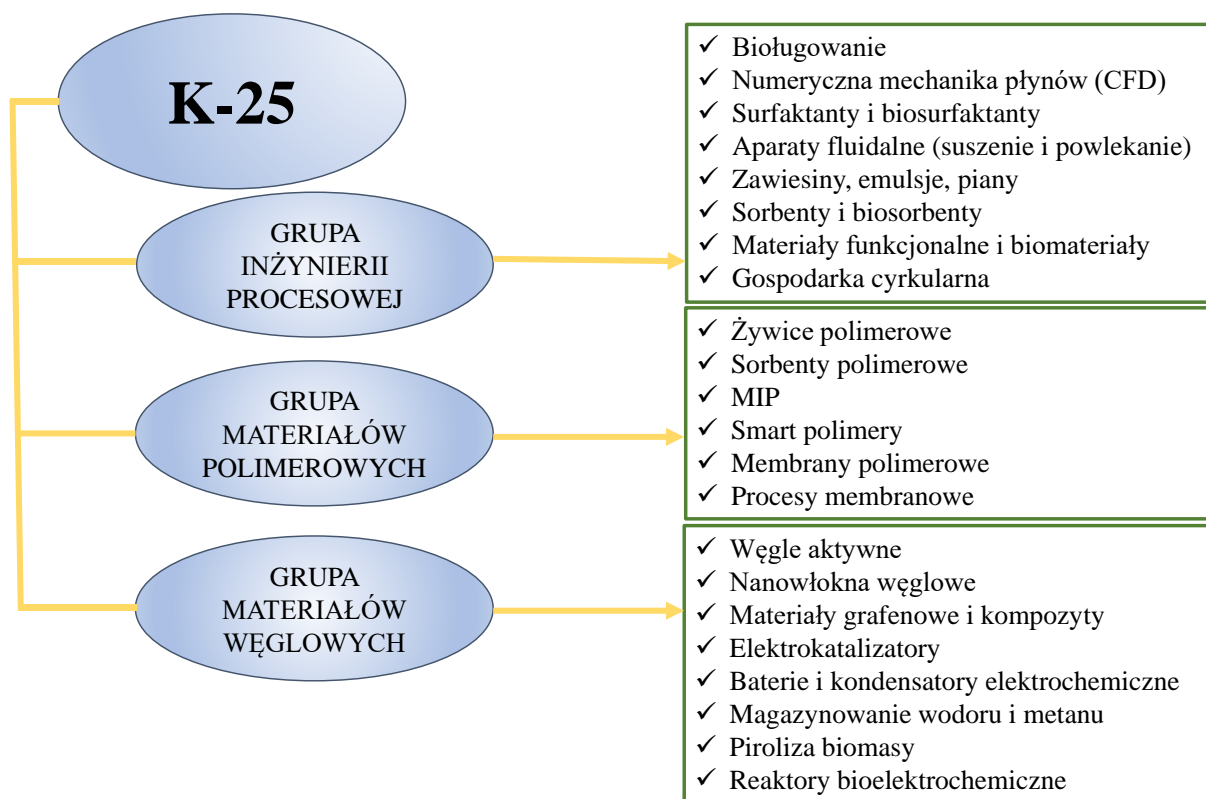 K-25
GRUPA
INŻYNIERII
PROCESOWEJ
✓ Bioługowanie
✓ Numeryczna mechanika płynów (CFD)
✓ Surfaktanty i biosurfaktanty
✓ Aparaty fluidalne (suszenie i powlekanie)
✓ Zawiesiny, emulsje, piany
✓ Sorbenty i biosorbenty
✓ Materiały funkcjonalne i biomateriały
✓ Gospodarka cyrkularna
GRUPA
MATERIAŁÓW
POLIMEROWYCH
✓ Żywice polimerowe
✓ Sorbenty polimerowe
✓ MIP
✓ Smart polimery
✓ Membrany polimerowe
✓ Procesy membranowe
GRUPA
MATERIAŁÓW
WĘGLOWYCH
✓ Węgle aktywne
✓ Nanowłokna węglowe
✓ Materiały grafenowe i kompozyty
✓ Elektrokatalizatory
✓ Baterie i kondensatory elektrochemiczne
✓ Magazynowanie wodoru i metanu
✓ Piroliza biomasy
✓ Reaktory bioelektrochemiczne